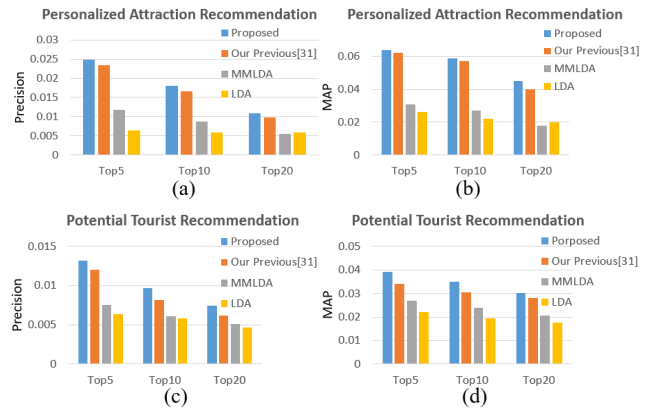 Personalized Attraction Recommendation
Precision
0.03
0.025
0.02
0.015
0.01
0.005
0
Proposed
Our Previous[31]
MMLDA
LDA
Top5 Top10 Top20
(a)
Personalized Attraction Recommendation
MAP
0.06
0.04
0.02
0
Proposed
Our Previous[31]
MMLDA
LDA
Top5 Top10 Top20
(b)
Potential Tourist Recommendation
Precision
0.015
0.01
0.005
0
Proposed
Our Previous[31]
MMLDA
LDA
Top5 Top10 Top20
(c)
Potential Tourist Recommendation
MAP
0.05
0.04
0.03
0.02
0.01
0
Porposed
Our Previous[31]
MMLDA
LDA
Top5 Top10 Top20
(d)